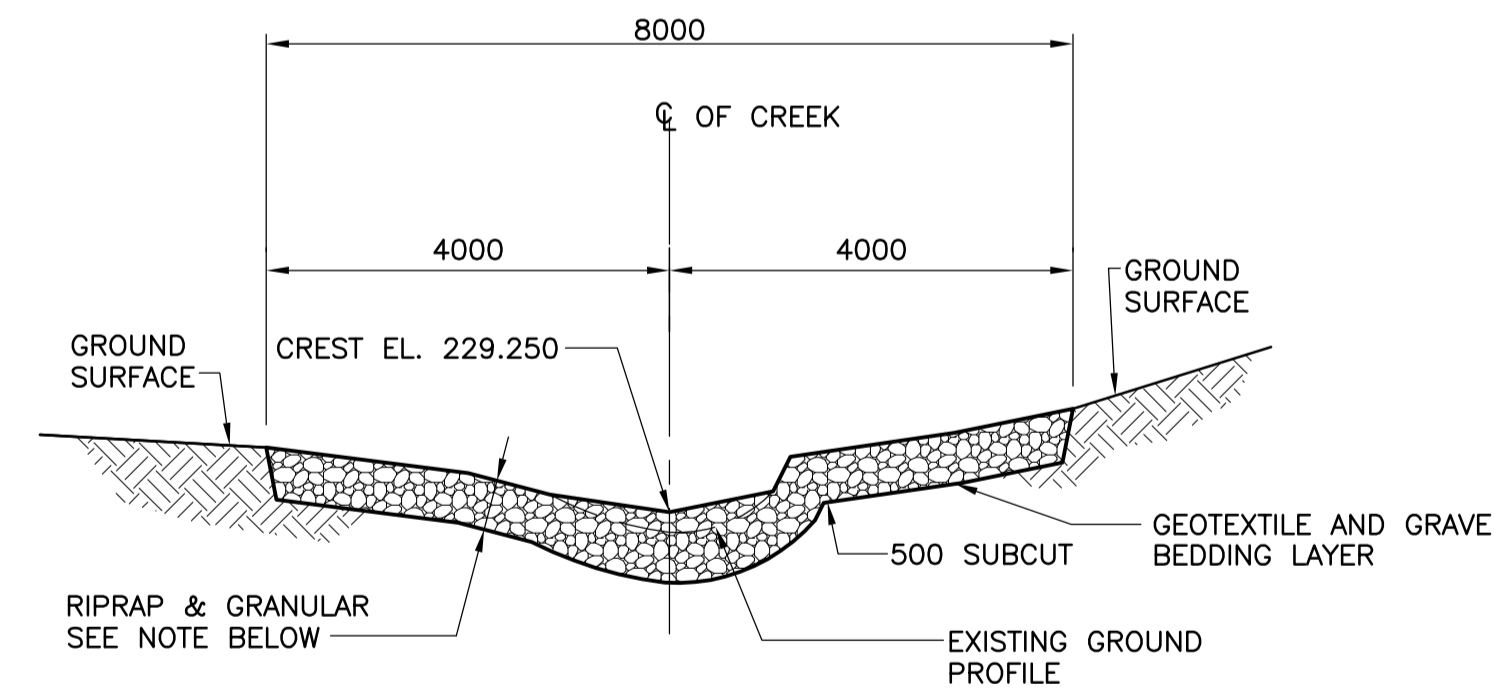 8000
℄ OF CREEK
4000
4000
GROUND
SURFACE
GROUND
SURFACE
CREST EL. 229.250
500 SUBCUT
GEOTEXTILE AND GRAVE
BEDDING LAYER
RIPRAP & GRANULAR
SEE NOTE BELOW
EXISTING GROUND
PROFILE